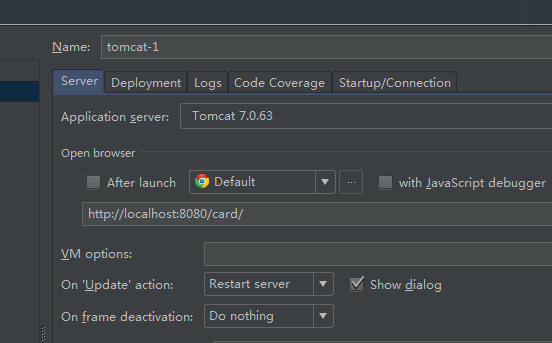 Name: tomcat-1
Server Deployment Logs Code Coverage Startup/Connection
Application server: Tomcat 7.0.63
Open browser
After launch Default ... with JavaScript debugger
http://localhost:8080/card/
VM options:
On 'Update' action: Restart server Show dialog
On frame deactivation: Do nothing